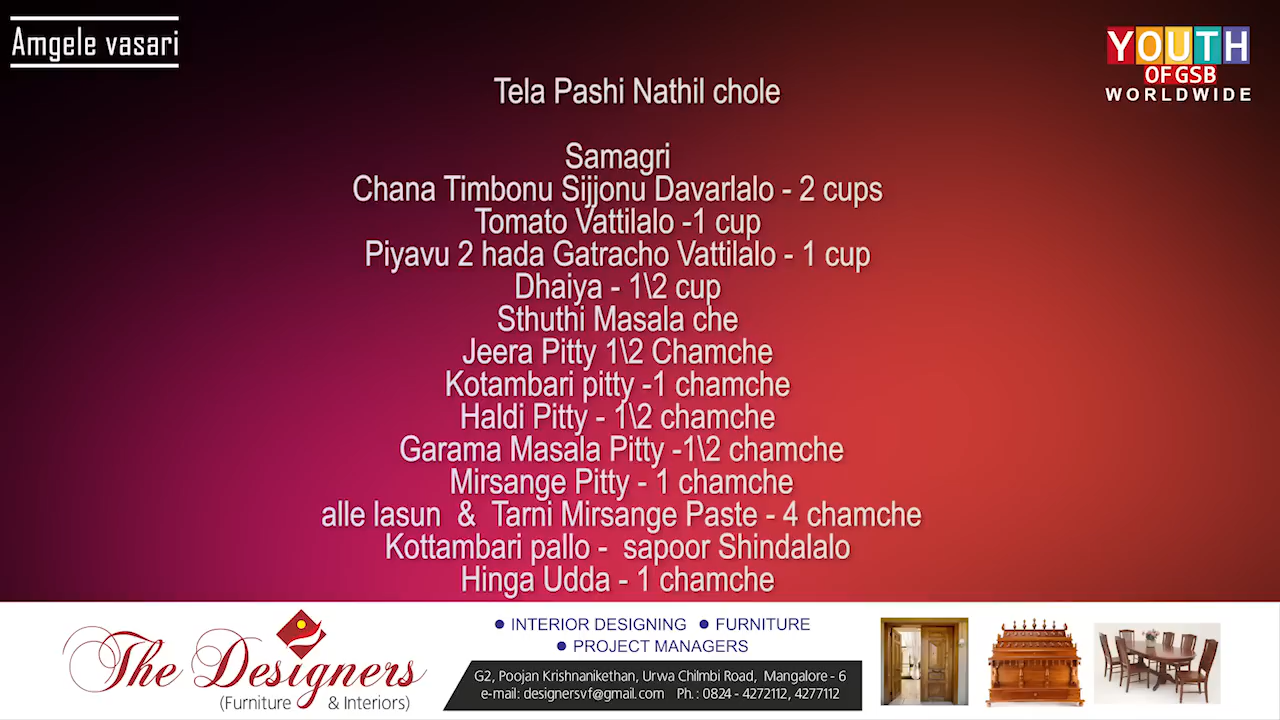 Amgele vasari
YOUTH
OF GSB
WORLDWIDE
Tela Pashi Nathil chole
Samagri
Chana Timbonu Sijjonu Davarlalo - 2 cups
Tomato Vattilalo -1 cup
Piyavu 2 hada Gatracho Vattilalo - 1 cup
Dhaiya - 1\2 cup
Sthuthi Masala che
Jeera Pitty 1\2 Chamche
Kotambari pitty -1 chamche
Haldi Pitty - 1\2 chamche
Garama Masala Pitty -1\2 chamche
Mirsange Pitty - 1 chamche
alle lasun & Tarni Mirsange Paste - 4 chamche
Kottambari pallo - sapoor Shindalalo
Hinga Udda - 1 chamche
The Designers
(Furniture & Interiors)
• INTERIOR DESIGNING • FURNITURE
• PROJECT MANAGERS
G2, Poojan Krishnanikethan, Urwa Chilmbi Road, Mangalore - 6
e-mail: designersvf@gmail.com Ph. : 0824 - 4272112, 4277112